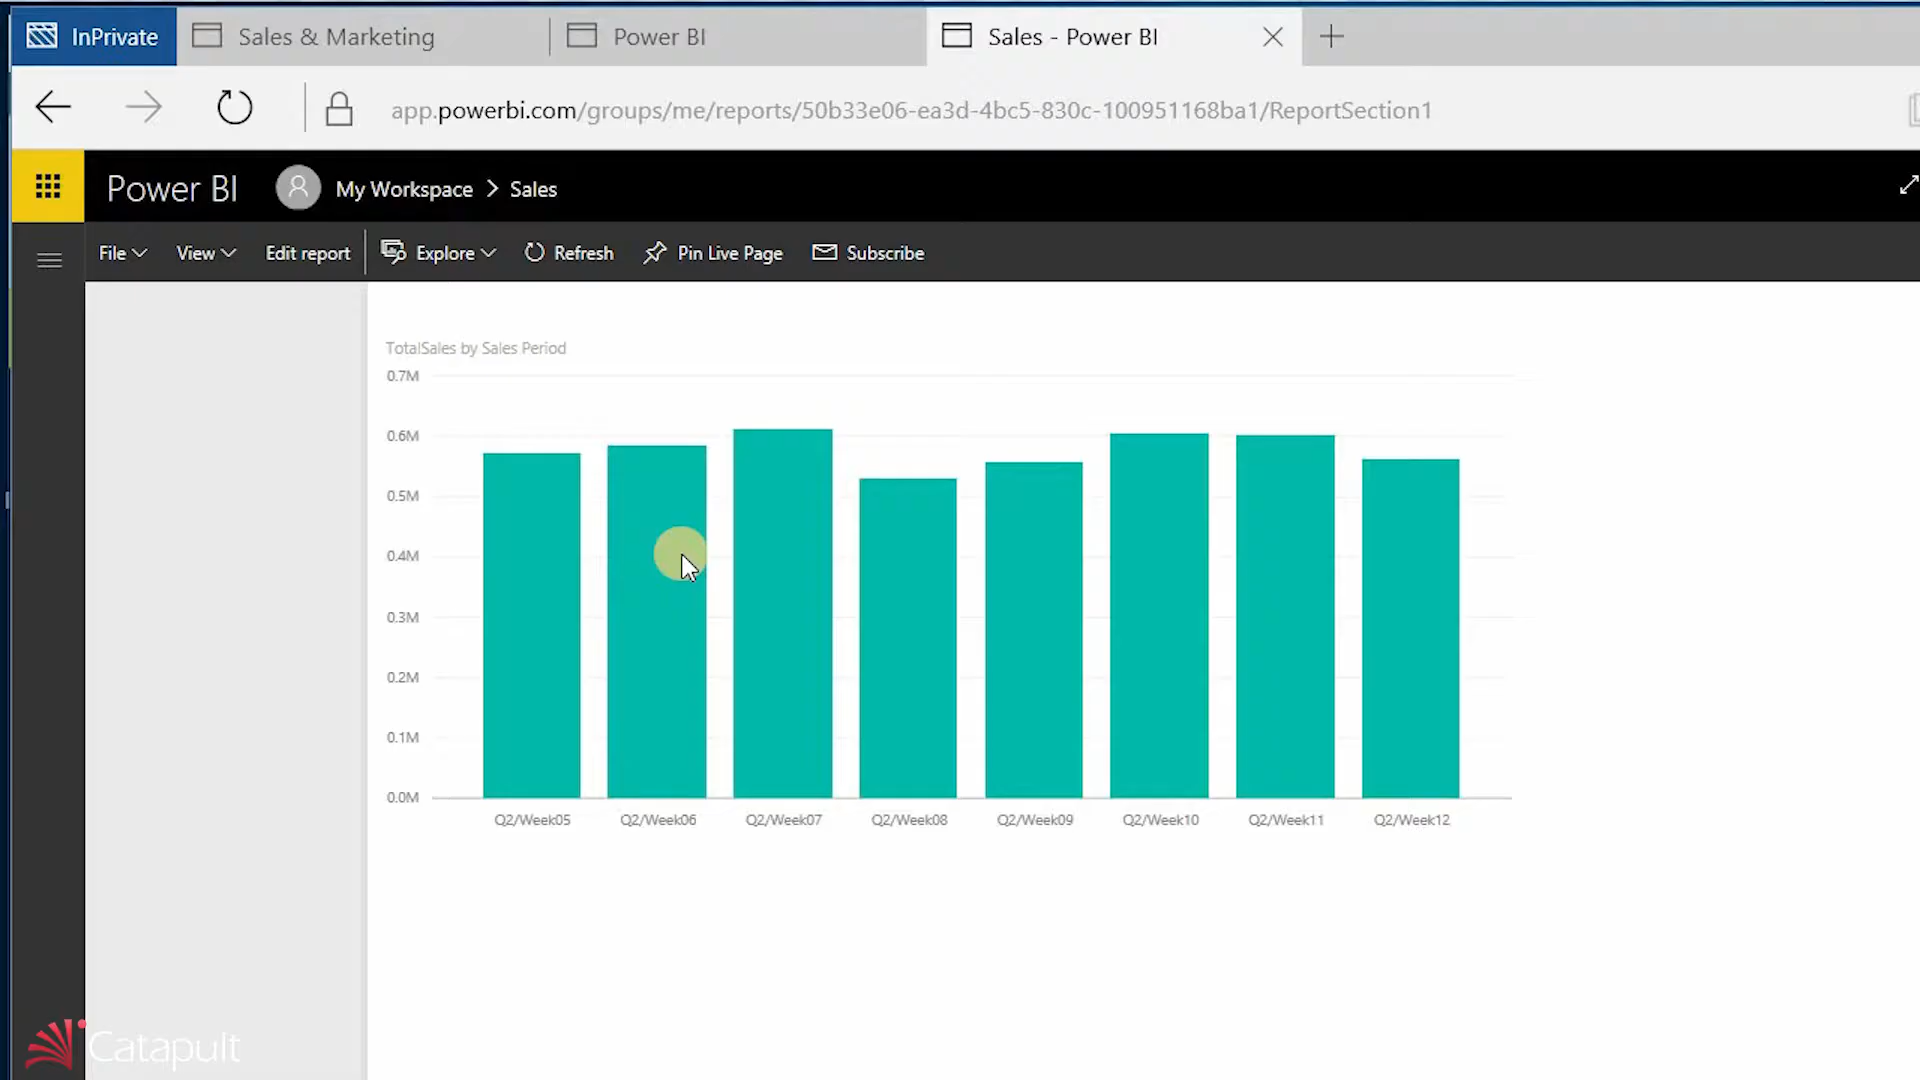 InPrivate
Sales & Marketing
Power BI
Sales - Power BI
app.powerbi.com/groups/me/reports/50b33e06-ea3d-4bc5-830c-100951168ba1/ReportSection1
Power BI
My Workspace > Sales
File
View
Edit report
Explore
Refresh
Pin Live Page
Subscribe
TotalSales by Sales Period
0.7M
0.6M
0.5M
0.4M
0.3M
0.2M
0.1M
0.0M
Q2/Week05
Q2/Week06
Q2/Week07
Q2/Week08
Q2/Week09
Q2/Week10
Q2/Week11
Q2/Week12
Catapult